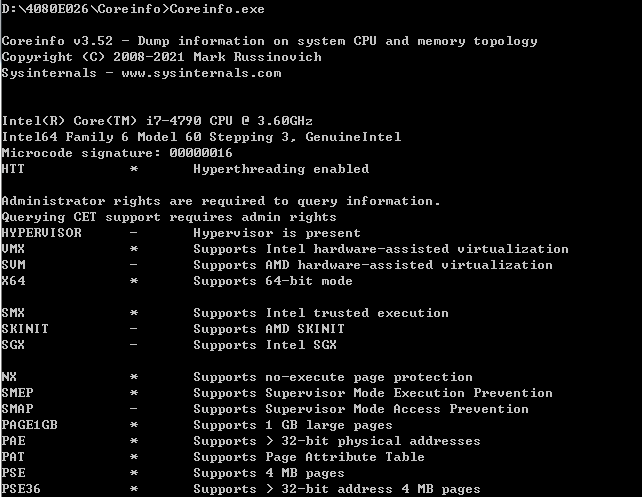 D:\4080E026\Coreinfo>Coreinfo.exe
Coreinfo v3.52 - Dump information on system CPU and memory topology
Copyright (C) 2008-2021 Mark Russinovich
Sysinternals - www.sysinternals.com
Intel(R) Core(TM) i7-4790 CPU @ 3.60GHz
Intel64 Family 6 Model 60 Stepping 3, GenuineIntel
Microcode signature: 00000016
HTT * Hyperthreading enabled
Administrator rights are required to query information.
Querying CET support requires admin rights
HYPERVISOR - Hypervisor is present
VMX * Supports Intel hardware-assisted virtualization
SVM - Supports AMD hardware-assisted virtualization
X64 * Supports 64-bit mode
SMX * Supports Intel trusted execution
SKINIT - Supports AMD SKINIT
SGX - Supports Intel SGX
NX * Supports no-execute page protection
SMEP * Supports Supervisor Mode Execution Prevention
SMAP - Supports Supervisor Mode Access Prevention
PAGE1GB * Supports 1 GB large pages
PAE * Supports > 32-bit physical addresses
PAT * Supports Page Attribute Table
PSE * Supports 4 MB pages
PSE36 * Supports > 32-bit address 4 MB pages